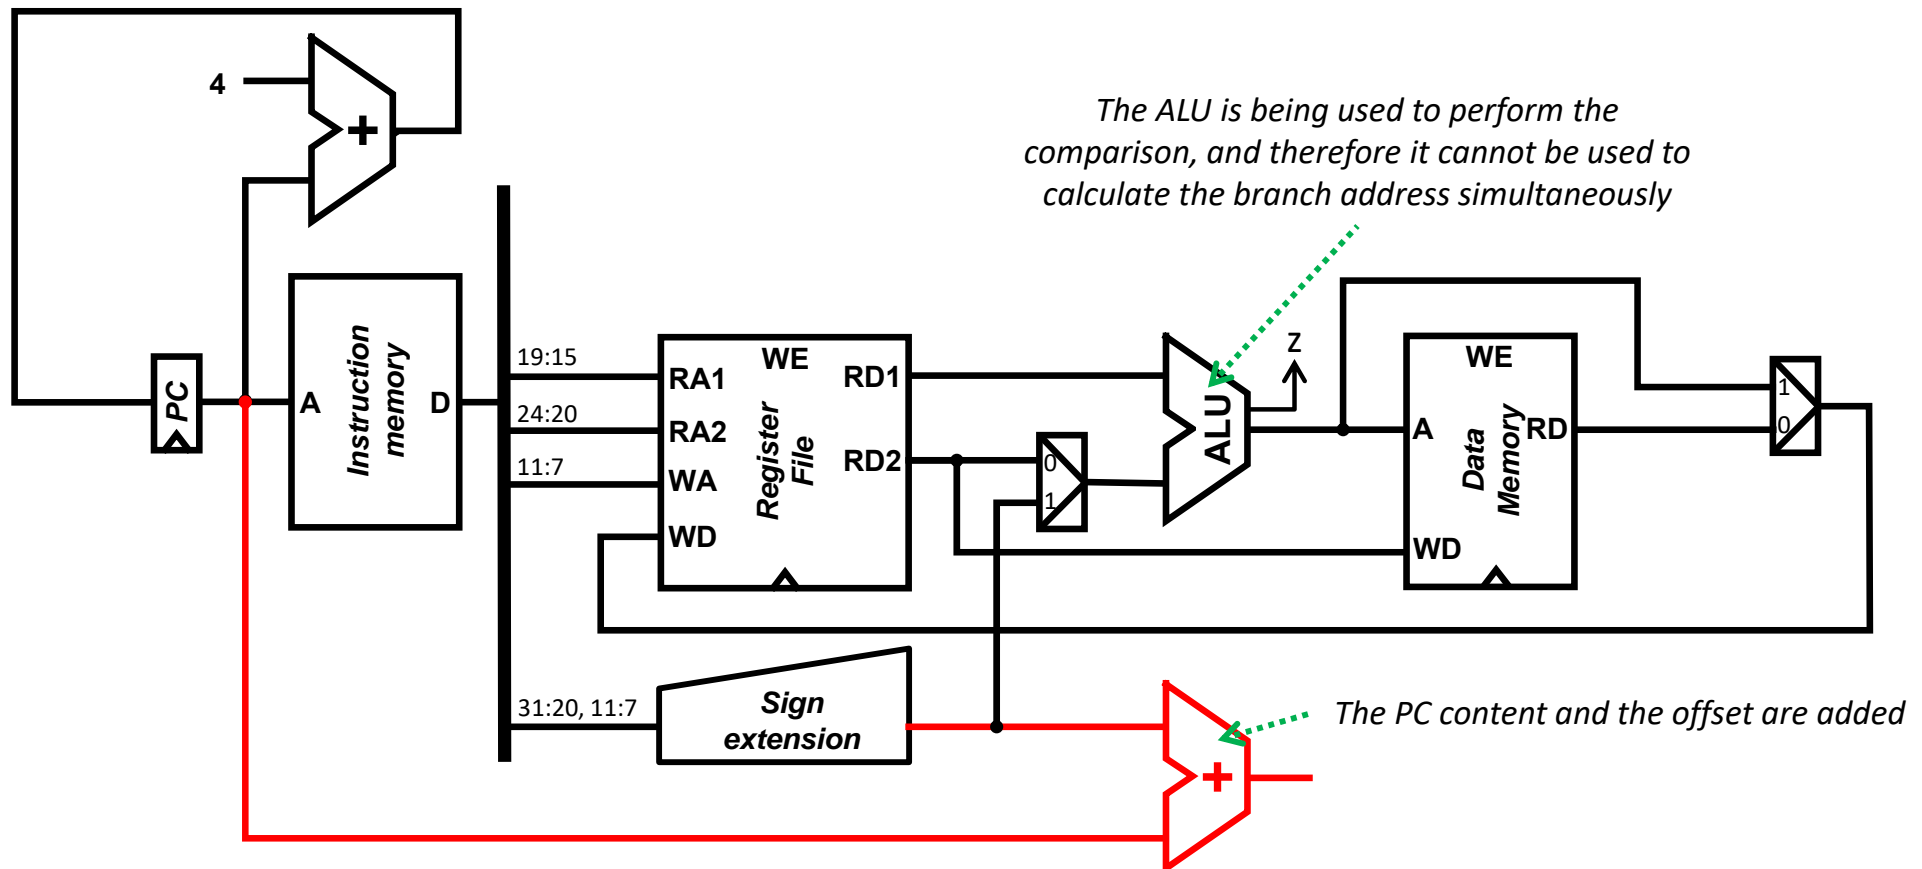 4
+
The ALU is being used to perform the
comparison, and therefore it cannot be used to
calculate the branch address simultaneously
PC
A
Instruction
memory
D
19:15
24:20
11:7
31:20, 11:7
RA1
RA2
WA
WD
WE
Register
File
RD1
RD2
0
1
ALU
Z
WE
A
Data
Memory
RD
WD
1
0
Sign
extension
+
The PC content and the offset are added